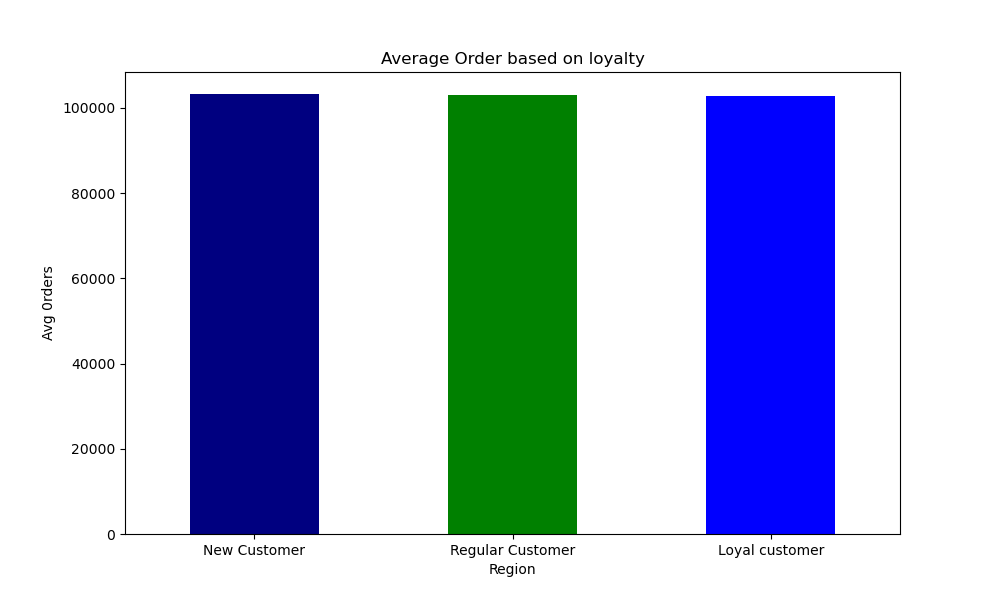 Average Order based on loyalty
100000
80000
60000
40000
20000
0
Avg 0rders
New Customer
Regular Customer
Loyal customer
Region